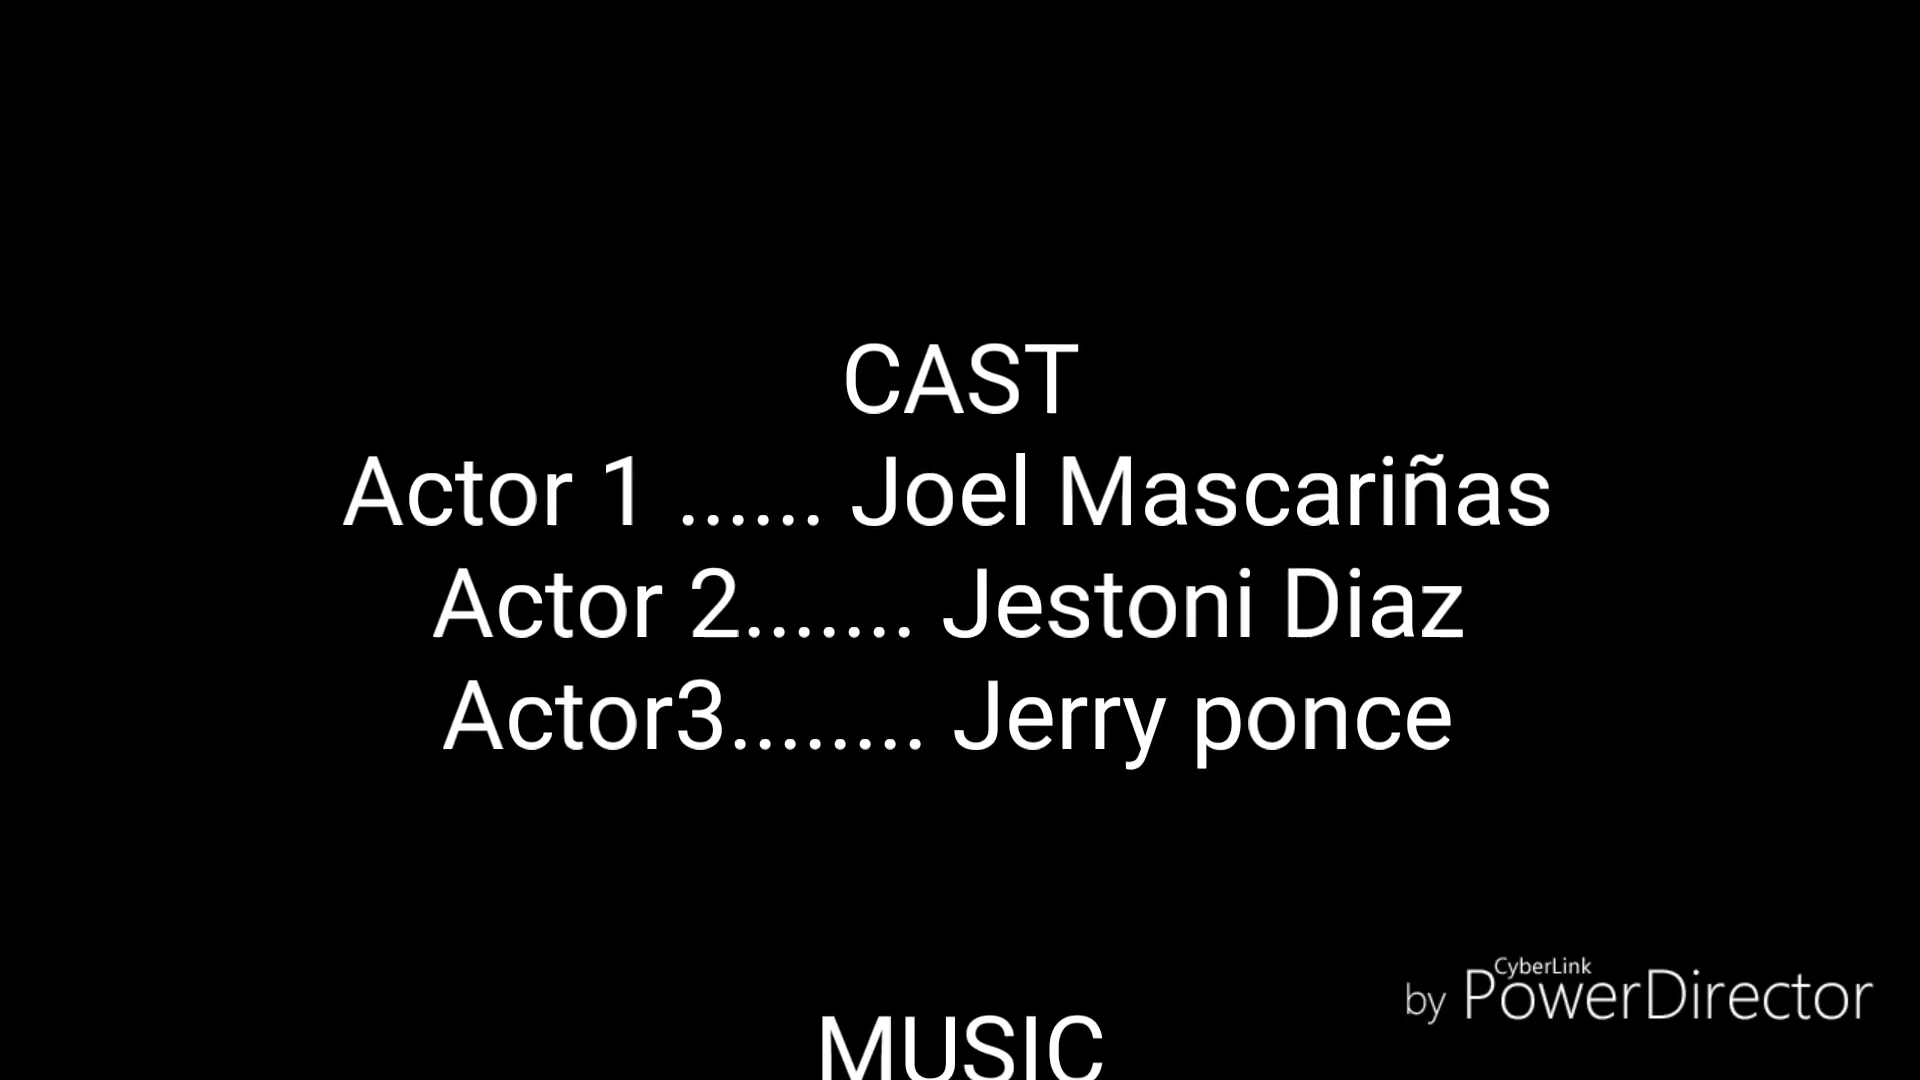 CAST
Actor 1 ...... Joel Mascariñas
Actor 2....... Jestoni Diaz
Actor3........ Jerry ponce
CyberLink
by PowerDirector
MUSIC